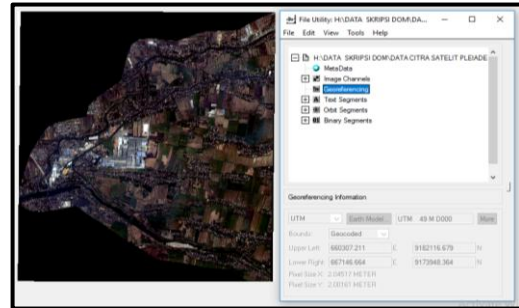 File Utility: H:\DATA SKRIPSI DOM\DA...
File Edit View Tools Help
H:\DATA SKRIPSI DOM\DATA CITRA SATELIT PLEIADE
MetaData
Image Channels
Georeferencing
Text Segments
Orbit Segments
Binary Segments
Georeferencing Information
UTM Earth Model... UTM 49 M D000 More
Bounds: Geocoded
Upper Left: 660307.211 E 9182116.679 N
Lower Right: 667146.664 E 9173948.364 N
Pixel Size X: 2.04517 METER
Pixel Size Y: 2.00161 METER